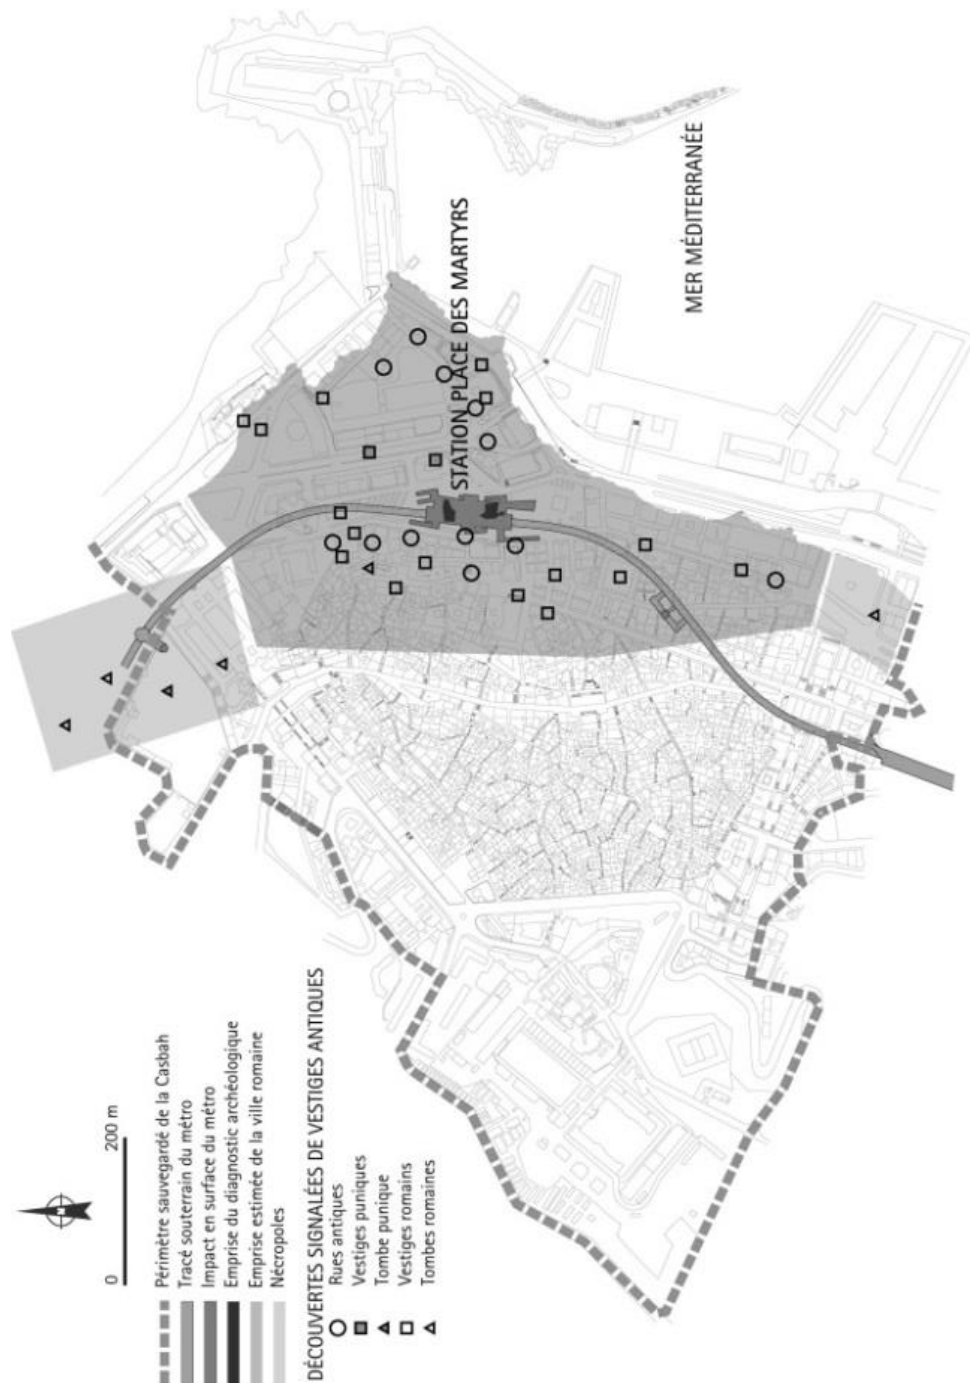 0 200 m
Périmètre sauvegardé de la Casbah
Tracé souterrain du métro
Impact en surface du métro
Emprise du diagnostic archéologique
Emprise estimée de la ville romaine
Nécropoles
DÉCOUVERTES SIGNALÉES DE VESTIGES ANTIQUES
Rues antiques
Vestiges puniques
Tombe punique
Vestiges romains
Tombes romaines
STATION PLACE DES MARTYRS
MER MÉDITERRANÉE